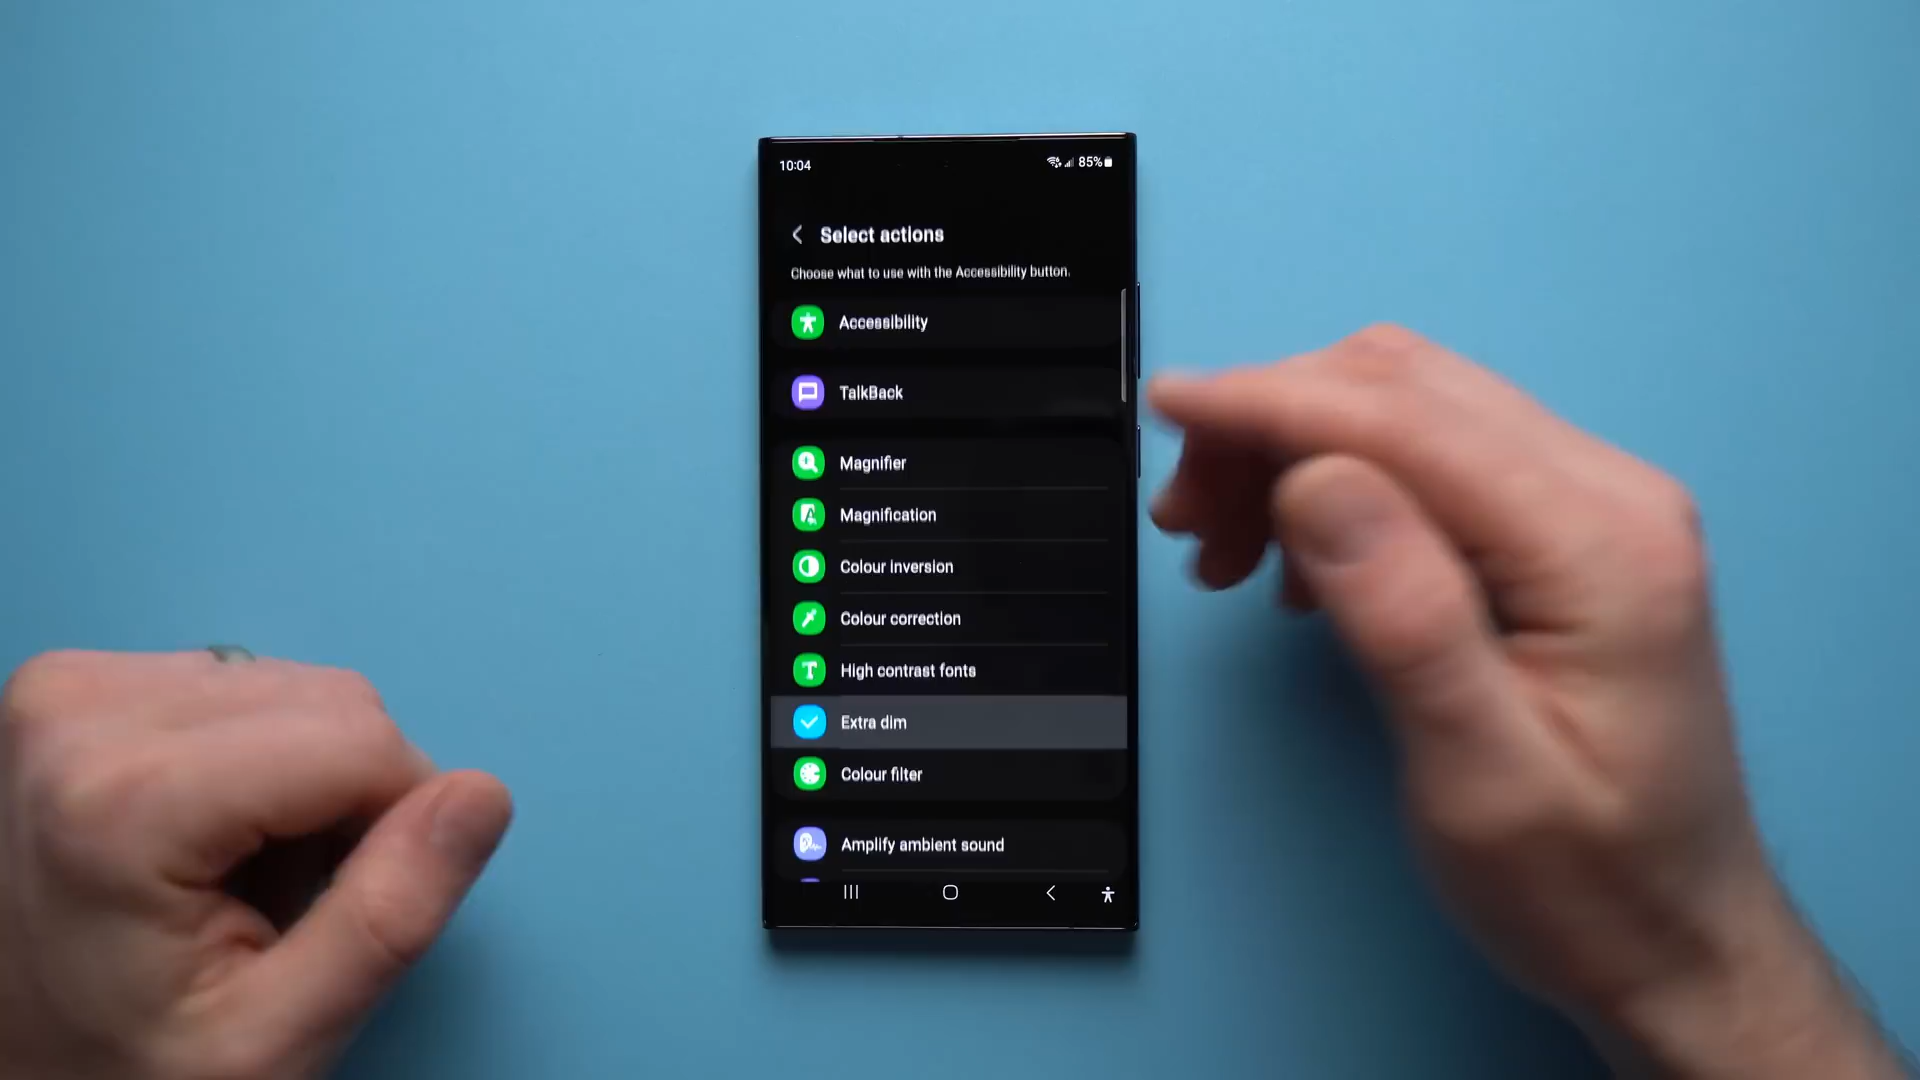 10:04
85%
Select actions
Choose what to use with the Accessibility button.
Accessibility
TalkBack
Magnifier
Magnification
Colour inversion
Colour correction
High contrast fonts
Extra dim
Colour filter
Amplify ambient sound